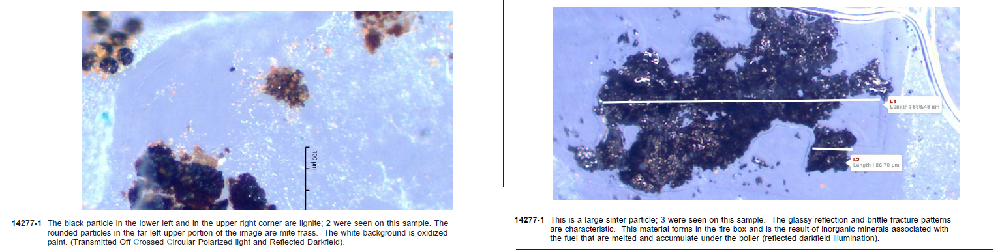 100 µm
14277-1 The black particle in the lower left and in the upper right corner are lignite; 2 were seen on this sample. The
rounded particles in the far left upper portion of the image are mite frass. The white background is oxidized
paint. (Transmitted Off Crossed Circular Polarized light and Reflected Darkfield).
L1
Length : 586.48 µm
L2
Length : 86.70 µm
14277-1 This is a large sinter particle; 3 were seen on this sample. The glassy reflection and brittle fracture patterns
are characteristic. This material forms in the fire box and is the result of inorganic minerals associated with
the fuel that are melted and accumulate under the boiler (reflected darkfield illumination).